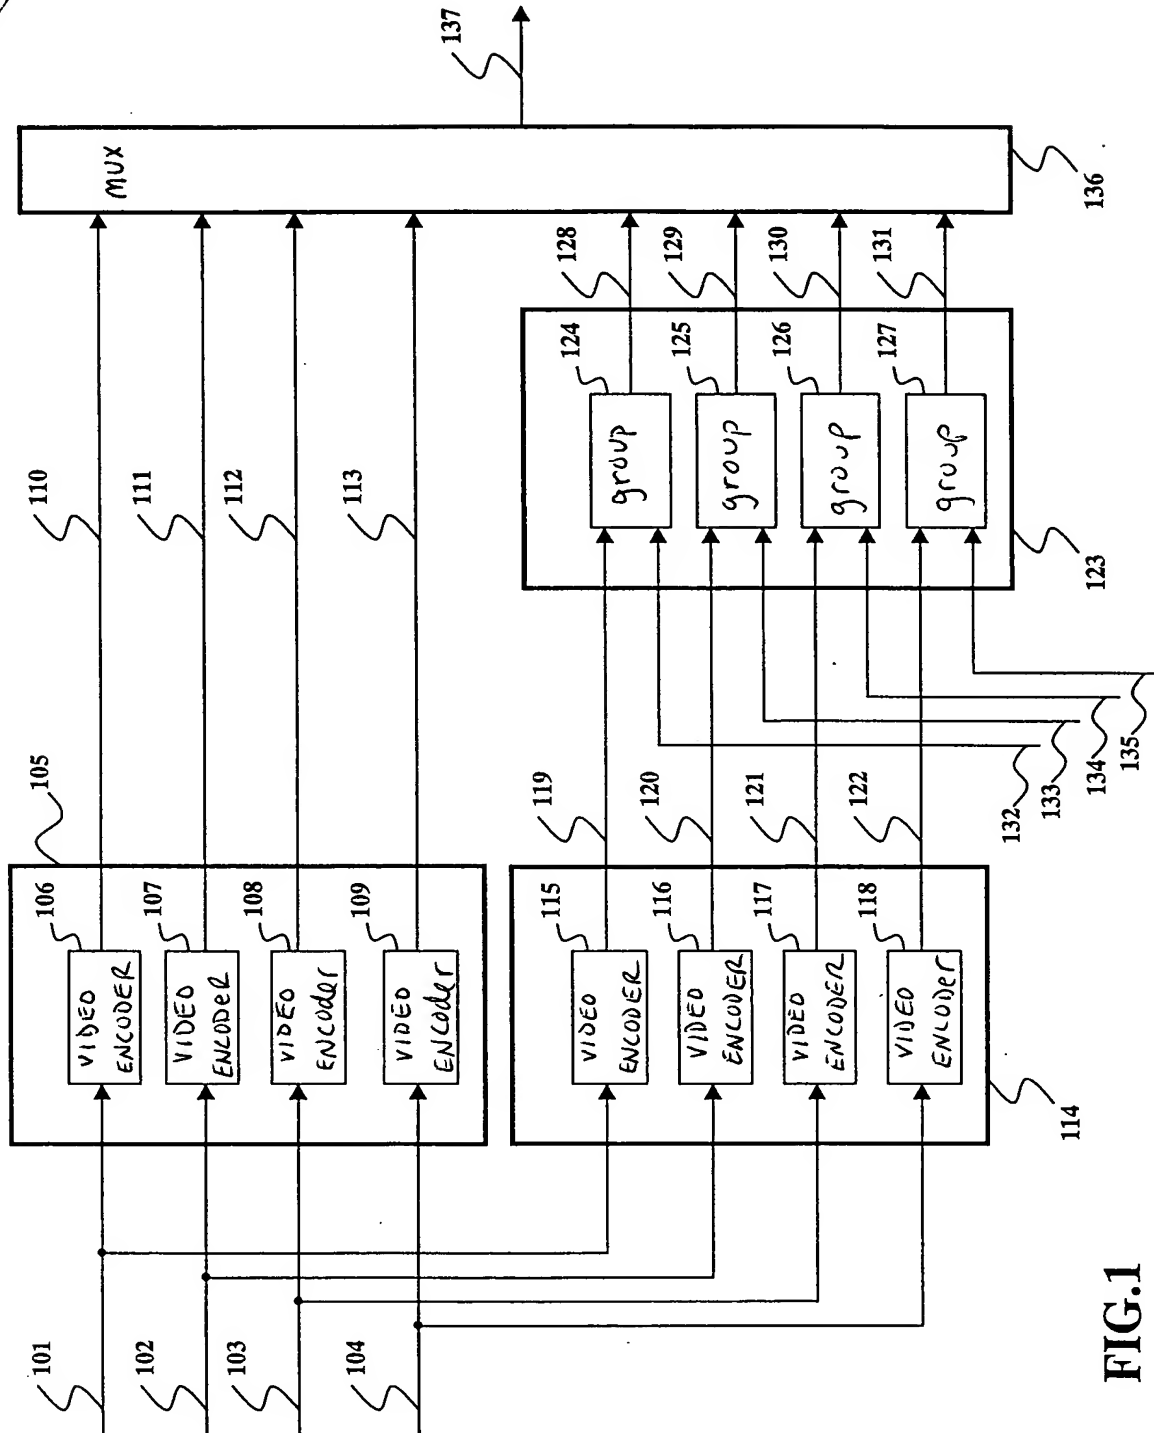 101
102
103
104
105
106
VIDEO
ENCODER
107
VIDEO
ENCODer
108
VIDEO
ENCoder
109
VIDEO
ENCoder
110
111
112
113
114
115
VIDEO
ENCODER
116
VIDEO
ENCODER
117
VIDEO
ENCODER
118
VIDEO
ENCODer
119
120
121
122
132
133
134
135
123
124
group
125
group
126
group
127
group
128
129
130
131
MUX
136
137
FIG.1